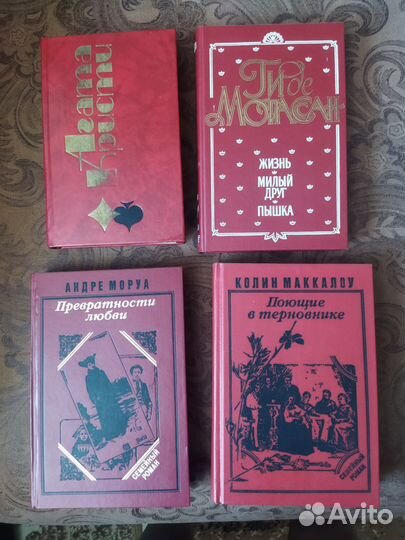 Агата
Кристи
Ги де
Мопассан
ЖИЗНЬ
МИЛЫЙ
ДРУГ
ПЫШКА
АНДРЕ МОРУА
Превратности
любви
СЕМЕЙНЫЙ
РОМАН
КОЛИН МАККАЛОУ
Поющие
в терновнике
СЕМЕЙНЫЙ
РОМАН
Avito